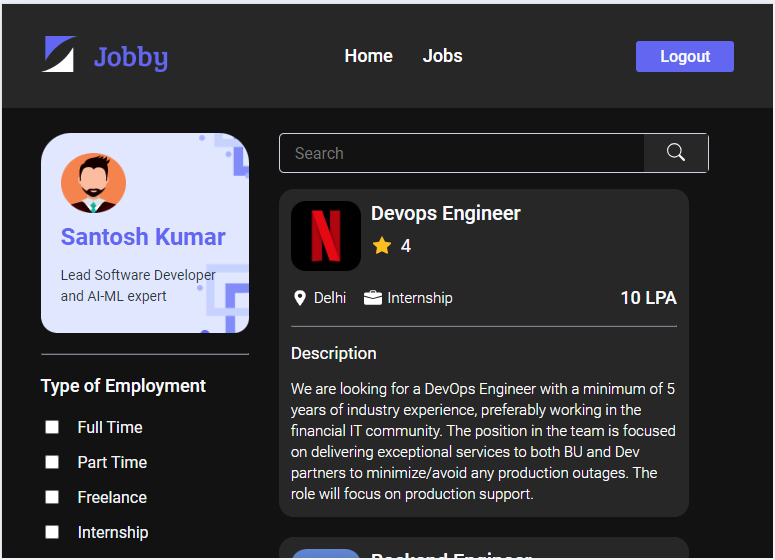 Jobby
Home
Jobs
Logout
Santosh Kumar
Lead Software Developer
and AI-ML expert
Type of Employment
Full Time
Part Time
Freelance
Internship
Search
N
Devops Engineer
4
Delhi
Internship
10 LPA
Description
We are looking for a DevOps Engineer with a minimum of 5
years of industry experience, preferably working in the
financial IT community. The position in the team is focused
on delivering exceptional services to both BU and Dev
partners to minimize/avoid any production outages. The
role will focus on production support.
Backend Engineer